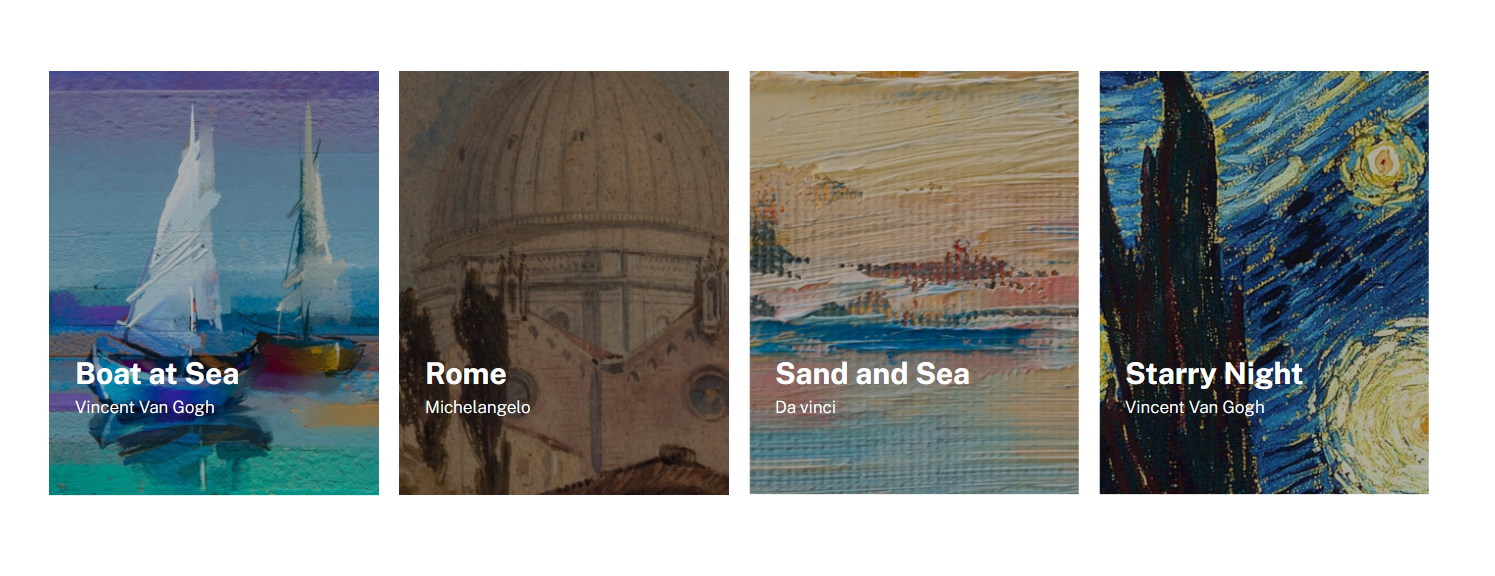 Boat at Sea
Vincent Van Gogh
Rome
Michelangelo
Sand and Sea
Da vinci
Starry Night
Vincent Van Gogh